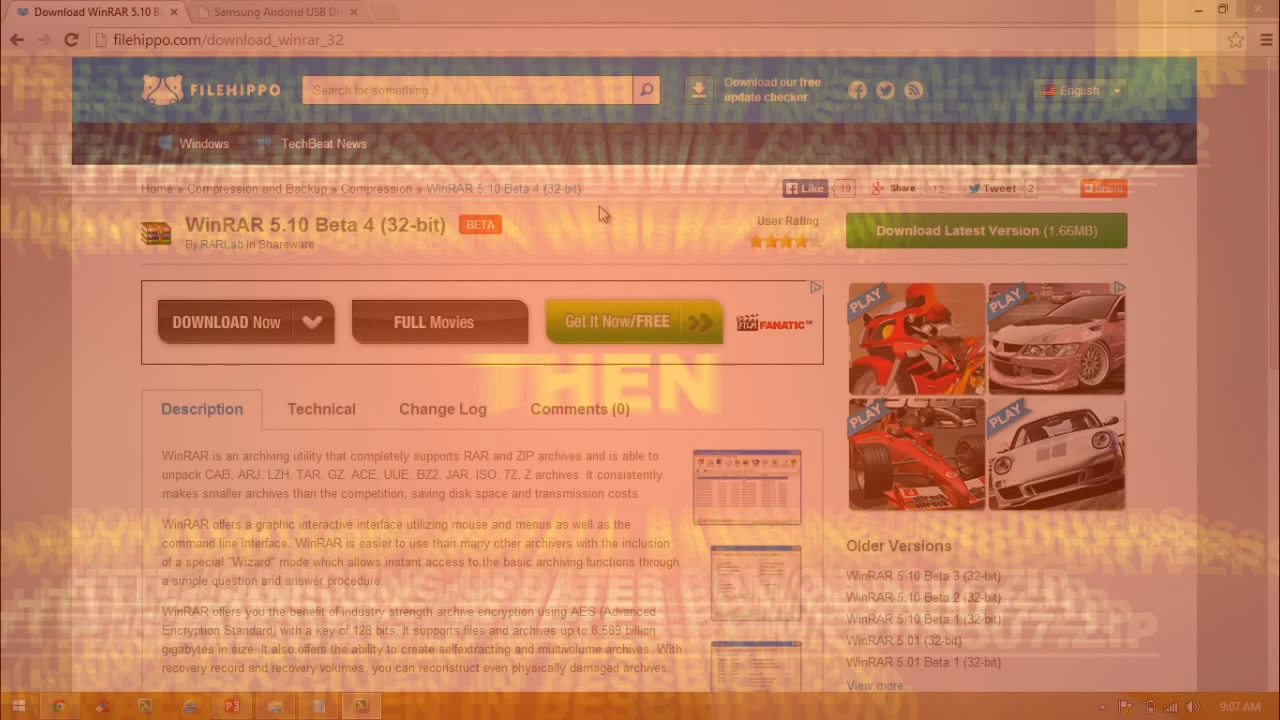 Download WinRAR 5.10 B
Samsung Andorid USB Dr
filehippo.com/download_winrar_32
FILEHIPPO
Search for something...
Download our free
update checker
English
Windows
TechBeat News
Home » Compression and Backup » Compression » WinRAR 5.10 Beta 4 (32-bit)
Like 19
Share 12
Tweet 2
Share
WinRAR 5.10 Beta 4 (32-bit) BETA
By RARLab in Shareware
User Rating
Download Latest Version (1.66MB)
DOWNLOAD Now
FULL Movies
Get It Now/FREE
FILM FANATIC™
PLAY
PLAY
PLAY
PLAY
THEN
Description
Technical
Change Log
Comments (0)
WinRAR is an archiving utility that completely supports RAR and ZIP archives and is able to
unpack CAB, ARJ, LZH, TAR, GZ, ACE, UUE, BZ2, JAR, ISO, 7Z, Z archives. It consistently
makes smaller archives than the competition, saving disk space and transmission costs.
WinRAR offers a graphic interactive interface utilizing mouse and menus as well as the
command line interface. WinRAR is easier to use than many other archivers with the inclusion
of a special "Wizard" mode which allows instant access to the basic archiving functions through
a simple question and answer procedure.
WinRAR offers you the benefit of industry strength archive encryption using AES (Advanced
Encryption Standard) with a key of 128 bits. It supports files and archives up to 8,589 billion
gigabytes in size. It also offers the ability to create selfextracting and multivolume archives. With
recovery record and recovery volumes, you can reconstruct even physically damaged archives.
Older Versions
WinRAR 5.10 Beta 3 (32-bit)
WinRAR 5.10 Beta 2 (32-bit)
WinRAR 5.10 Beta 1 (32-bit)
WinRAR 5.01 (32-bit)
WinRAR 5.01 Beta 1 (32-bit)
View more...
9:07 AM